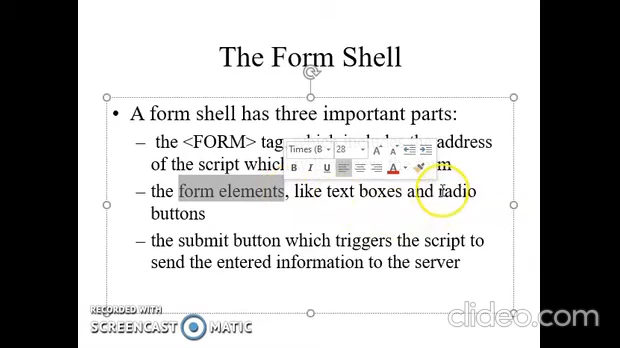 The Form Shell
• A form shell has three important parts:
– the <FORM> tag address
of the script
Times (B 28
B I U A
– the form elements, like text boxes and radio
buttons
– the submit button which triggers the script to
send the entered information to the server
RECORDED WITH
SCREENCAST MATIC
clideo.com